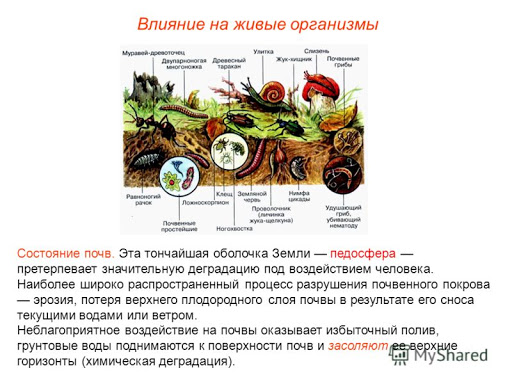 Влияние на живые организмы
Муравей-древоточец
Двупарноногая многоножка
Древесный таракан
Улитка
Жук-хищник
Слизень
Почвенные грибы
Равноногий рачок
Почвенные простейшие
Ложноскорпион
Клещ
Ногохвостка
Земляной червь
Проволочник (личинка жука-щелкуна)
Нимфа цикады
Удушающий гриб, убивающий нематоду
Состояние почв. Эта тончайшая оболочка Земли — педосфера —
претерпевает значительную деградацию под воздействием человека.
Наиболее широко распространенный процесс разрушения почвенного покрова
— эрозия, потеря верхнего плодородного слоя почвы в результате его сноса
текущими водами или ветром.
Неблагоприятное воздействие на почвы оказывает избыточный полив,
грунтовые воды поднимаются к поверхности почв и засоляют ее верхние
горизонты (химическая деградация).
MyShared